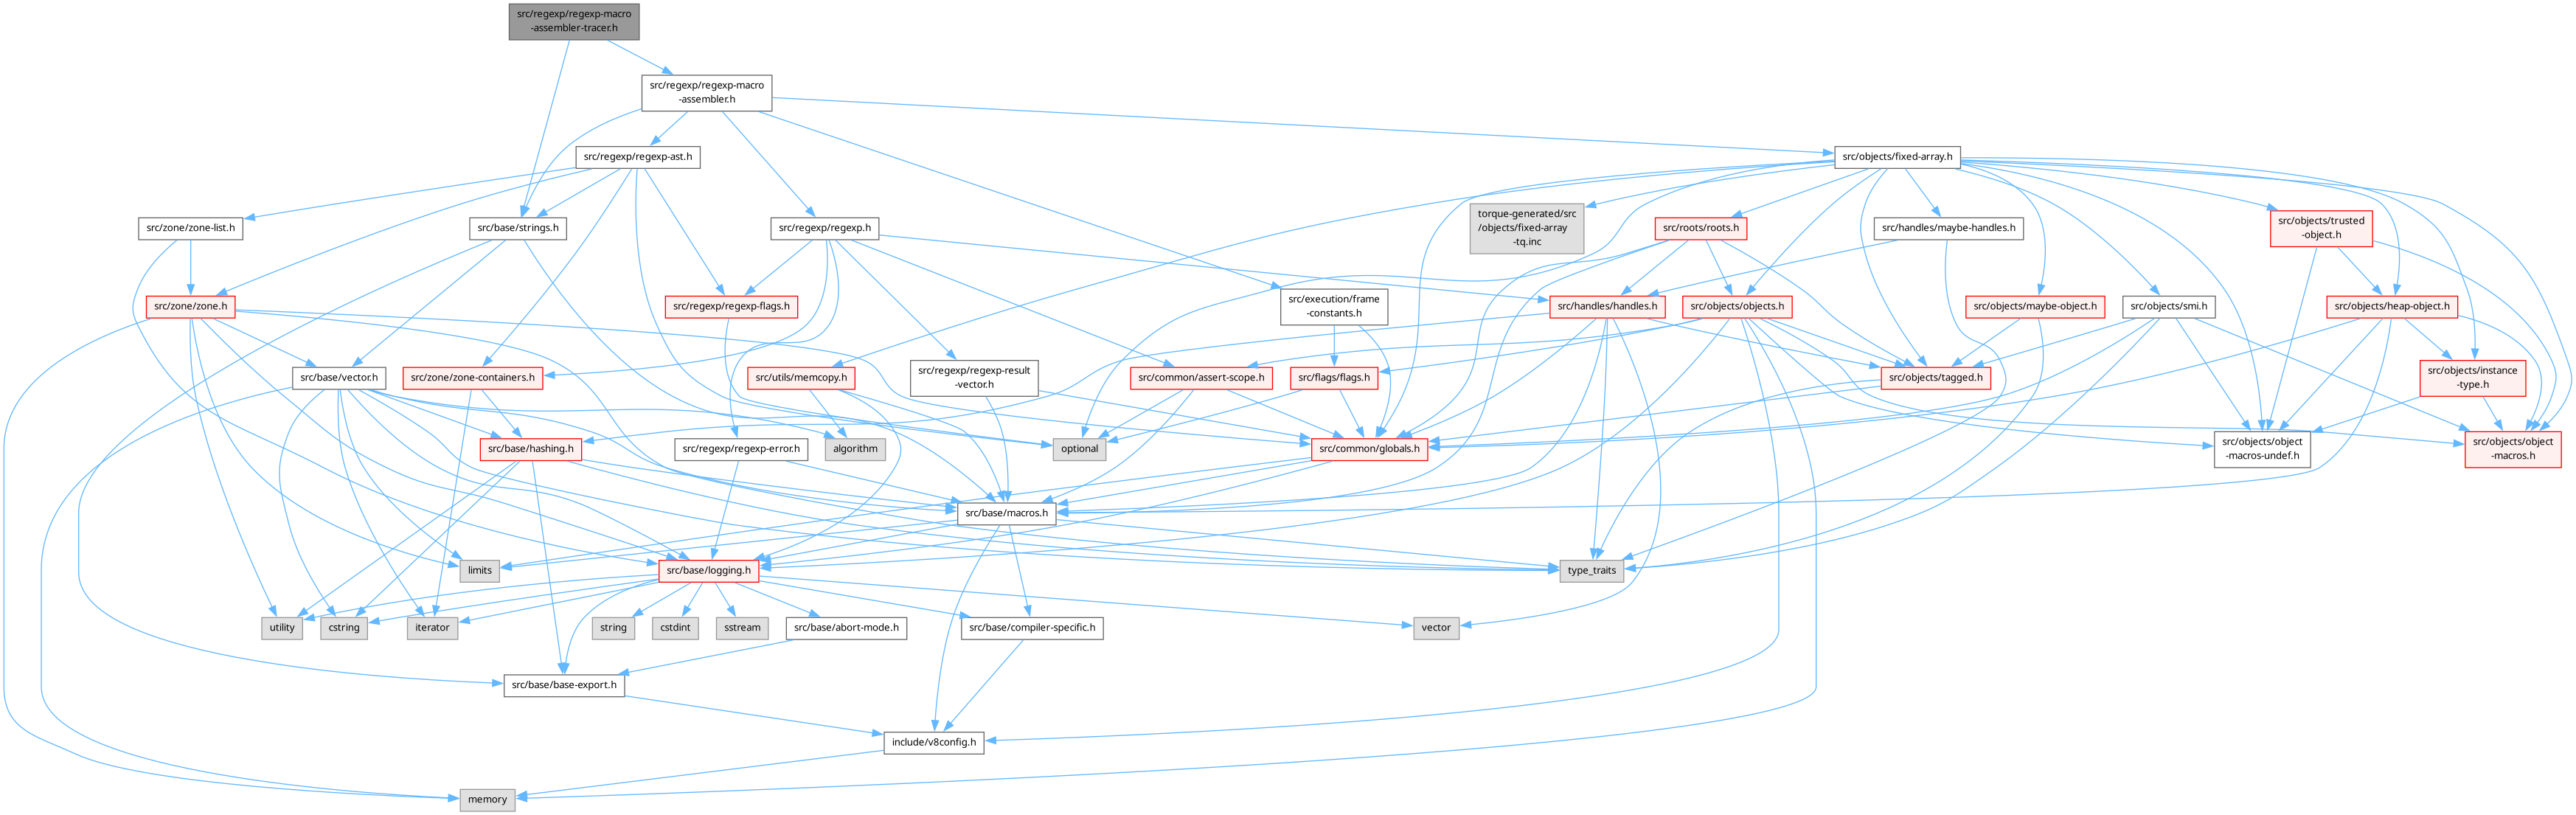 src/regexp/regexp-macro
-assembler-tracer.h
src/regexp/regexp-macro
-assembler.h
src/regexp/regexp-ast.h
src/objects/fixed-array.h
src/zone/zone-list.h
src/base/strings.h
src/regexp/regexp.h
torque-generated/src
/objects/fixed-array
-tq.inc
src/roots/roots.h
src/handles/maybe-handles.h
src/objects/trusted
-object.h
src/zone/zone.h
src/regexp/regexp-flags.h
src/execution/frame
-constants.h
src/handles/handles.h
src/objects/objects.h
src/objects/maybe-object.h
src/objects/smi.h
src/objects/heap-object.h
src/base/vector.h
src/zone/zone-containers.h
src/utils/memcopy.h
src/regexp/regexp-result
-vector.h
src/common/assert-scope.h
src/flags/flags.h
src/objects/tagged.h
src/objects/instance
-type.h
src/base/hashing.h
src/regexp/regexp-error.h
algorithm
optional
src/common/globals.h
src/objects/object
-macros-undef.h
src/objects/object
-macros.h
src/base/macros.h
limits
src/base/logging.h
type_traits
utility
cstring
iterator
string
cstdint
sstream
src/base/abort-mode.h
src/base/compiler-specific.h
vector
src/base/base-export.h
include/v8config.h
memory